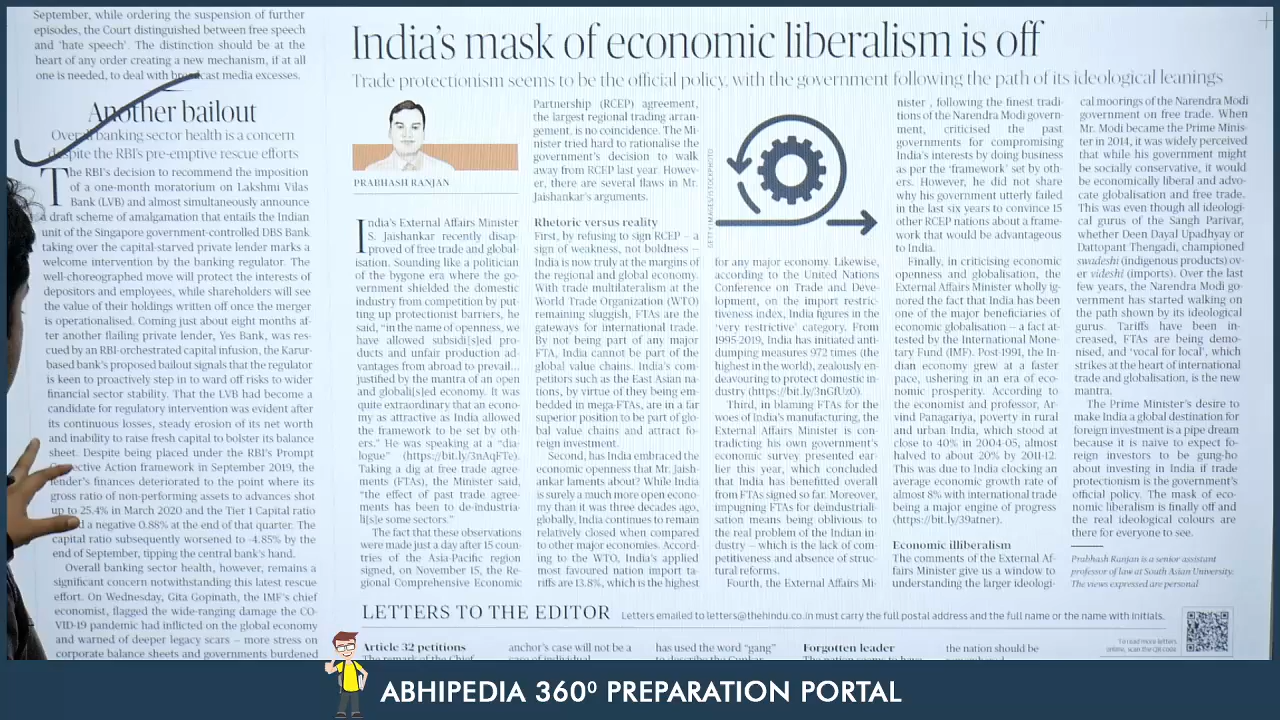 September, while ordering the suspension of further
episodes, the Court distinguished between free speech
and 'hate speech'. The distinction should be at the
heart of any order creating a new mechanism, if at all
one is needed, to deal with broadcast media excesses.
Another bailout
Overall banking sector health is a concern
despite the RBI's pre-emptive rescue efforts
The RBI's decision to recommend the imposition
of a one-month moratorium on Lakshmi Vilas
Bank (LVB) and almost simultaneously announce
a draft scheme of amalgamation that entails the Indian
unit of the Singapore government-controlled DBS Bank
taking over the capital-starved private lender marks a
welcome intervention by the banking regulator. The
well-choreographed move will protect the interests of
depositors and employees, while shareholders will see
the value of their holdings written off once the merger
is operationalised. Coming just about eight months af-
ter another flailing private lender, Yes Bank, was res-
cued by an RBI-orchestrated capital infusion, the Karur-
based bank's proposed bailout signals that the regulator
is keen to proactively step in to ward off risks to wider
financial sector stability. That the LVB had become a
candidate for regulatory intervention was evident after
its continuous losses, steady erosion of its net worth
and inability to raise fresh capital to bolster its balance
sheet. Despite being placed under the RBI's Prompt
Corrective Action framework in September 2019, the
lender's finances deteriorated to the point where its
gross ratio of non-performing assets to advances shot
up to 25.4% in March 2020 and the Tier 1 Capital ratio
a negative 0.88% at the end of that quarter. The
capital ratio subsequently worsened to -4.85% by the
end of September, tipping the central bank's hand.
Overall banking sector health, however, remains a
significant concern notwithstanding this latest rescue
effort. On Wednesday, Gita Gopinath, the IMF's chief
economist, flagged the wide-ranging damage the CO-
VID-19 pandemic had inflicted on the global economy
and warned of deeper legacy scars – more stress on
corporate balance sheets and governments burdened
India's mask of economic liberalism is off
Trade protectionism seems to be the official policy, with the government following the path of its ideological leanings
PRABHASH RANJAN
India's External Affairs Minister
S. Jaishankar recently disap-
proved of free trade and global-
isation. Sounding like a politician
of the bygone era where the go-
vernment shielded the domestic
industry from competition by put-
ting up protectionist barriers, he
said, "in the name of openness, we
have allowed subsidi[s]ed pro-
ducts and unfair production ad-
vantages from abroad to prevail...
justified by the mantra of an open
and globali[s]ed economy. It was
quite extraordinary that an econo-
my as attractive as India allowed
the framework to be set by oth-
ers." He was speaking at a "dia-
logue" (https://bit.ly/3nAqFTe).
Taking a dig at free trade agree-
ments (FTAs), the Minister said,
"the effect of past trade agree-
ments has been to de-industria-
li[s]e some sectors."
The fact that these observations
were made just a day after 15 coun-
tries of the Asia-Pacific region
signed, on November 15, the Re-
gional Comprehensive Economic
Partnership (RCEP) agreement,
the largest regional trading arran-
gement, is no coincidence. The Mi-
nister tried hard to rationalise the
government's decision to walk
away from RCEP last year. Howev-
er, there are several flaws in Mr.
Jaishankar's arguments.
Rhetoric versus reality
First, by refusing to sign RCEP – a
sign of weakness, not boldness –
India is now truly at the margins of
the regional and global economy.
With trade multilateralism at the
World Trade Organization (WTO)
remaining sluggish, FTAs are the
gateways for international trade.
By not being part of any major
FTA, India cannot be part of the
global value chains. India's com-
petitors such as the East Asian na-
tions, by virtue of they being em-
bedded in mega-FTAs, are in a far
superior position to be part of glo-
bal value chains and attract fo-
reign investment.
Second, has India embraced the
economic openness that Mr. Jaish-
ankar laments about? While India
is surely a much more open econo-
my than it was three decades ago,
globally, India continues to remain
relatively closed when compared
to other major economies. Accord-
ing to the WTO, India's applied
most favoured nation import ta-
riffs are 13.8%, which is the highest
GETTY IMAGES/ISTOCKPHOTO
for any major economy. Likewise,
according to the United Nations
Conference on Trade and Deve-
lopment, on the import restric-
tiveness index, India figures in the
'very restrictive' category. From
1995-2019, India has initiated anti-
dumping measures 972 times (the
highest in the world), zealously en-
deavouring to protect domestic in-
dustry (https://bit.ly/3nGIUz0).
Third, in blaming FTAs for the
woes of India's manufacturing, the
External Affairs Minister is con-
tradicting his own government's
economic survey presented ear-
lier this year, which concluded
that India has benefitted overall
from FTAs signed so far. Moreover,
impugning FTAs for deindustriali-
sation means being oblivious to
the real problem of the Indian in-
dustry – which is the lack of com-
petitiveness and absence of struc-
tural reforms.
Fourth, the External Affairs Mi-
nister , following the finest tradi-
tions of the Narendra Modi govern-
ment, criticised the past
governments for compromising
India's interests by doing business
as per the 'framework' set by oth-
ers. However, he did not share
why his government utterly failed
in the last six years to convince 15
other RCEP nations about a frame-
work that would be advantageous
to India.
Finally, in criticising economic
openness and globalisation, the
External Affairs Minister wholly ig-
nored the fact that India has been
one of the major beneficiaries of
economic globalisation – a fact at-
tested by the International Mone-
tary Fund (IMF). Post-1991, the In-
dian economy grew at a faster
pace, ushering in an era of eco-
nomic prosperity. According to
the economist and professor, Ar-
vind Panagariya, poverty in rural
and urban India, which stood at
close to 40% in 2004-05, almost
halved to about 20% by 2011-12.
This was due to India clocking an
average economic growth rate of
almost 8% with international trade
being a major engine of progress
(https://bit.ly/39atner).
Economic illiberalism
The comments of the External Af-
fairs Minister give us a window to
understanding the larger ideologi-
cal moorings of the Narendra Modi
government on free trade. When
Mr. Modi became the Prime Minis-
ter in 2014, it was widely perceived
that while his government might
be socially conservative, it would
be economically liberal and advo-
cate globalisation and free trade.
This was even though all ideologi-
cal gurus of the Sangh Parivar,
whether Deen Dayal Upadhyay or
Dattopant Thengadi, championed
swadeshi (indigenous products) ov-
er videshi (imports). Over the last
few years, the Narendra Modi go-
vernment has started walking on
the path shown by its ideological
gurus. Tariffs have been in-
creased, FTAs are being demo-
nised, and 'vocal for local', which
strikes at the heart of international
trade and globalisation, is the new
mantra.
The Prime Minister's desire to
make India a global destination for
foreign investment is a pipe dream
because it is naive to expect fo-
reign investors to be gung-ho
about investing in India if trade
protectionism is the government's
official policy. The mask of eco-
nomic liberalism is finally off and
the real ideological colours are
there for everyone to see.
Prabhash Ranjan is a senior assistant
professor of law at South Asian University.
The views expressed are personal
LETTERS TO THE EDITOR Letters emailed to letters@thehindu.co.in must carry the full postal address and the full name or the name with initials.
To read more letters
online, scan the QR code
Article 32 petitions
anchor's case will not be a
has used the word "gang"
Forgotten leader
the nation should be
ABHIPEDIA 360⁰ PREPARATION PORTAL